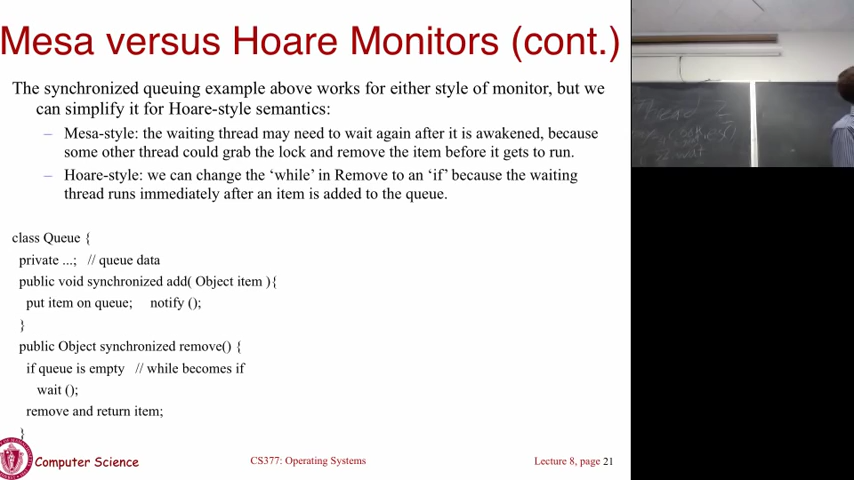 Mesa versus Hoare Monitors (cont.)
The synchronized queuing example above works for either style of monitor, but we
can simplify it for Hoare-style semantics:
– Mesa-style: the waiting thread may need to wait again after it is awakened, because
some other thread could grab the lock and remove the item before it gets to run.
– Hoare-style: we can change the ‘while’ in Remove to an ‘if’ because the waiting
thread runs immediately after an item is added to the queue.
class Queue {
private ...; // queue data
public void synchronized add( Object item ){
put item on queue; notify ();
}
public Object synchronized remove() {
if queue is empty // while becomes if
wait ();
remove and return item;
}
Computer Science
CS377: Operating Systems
Lecture 8, page 21
Thread 2
wait